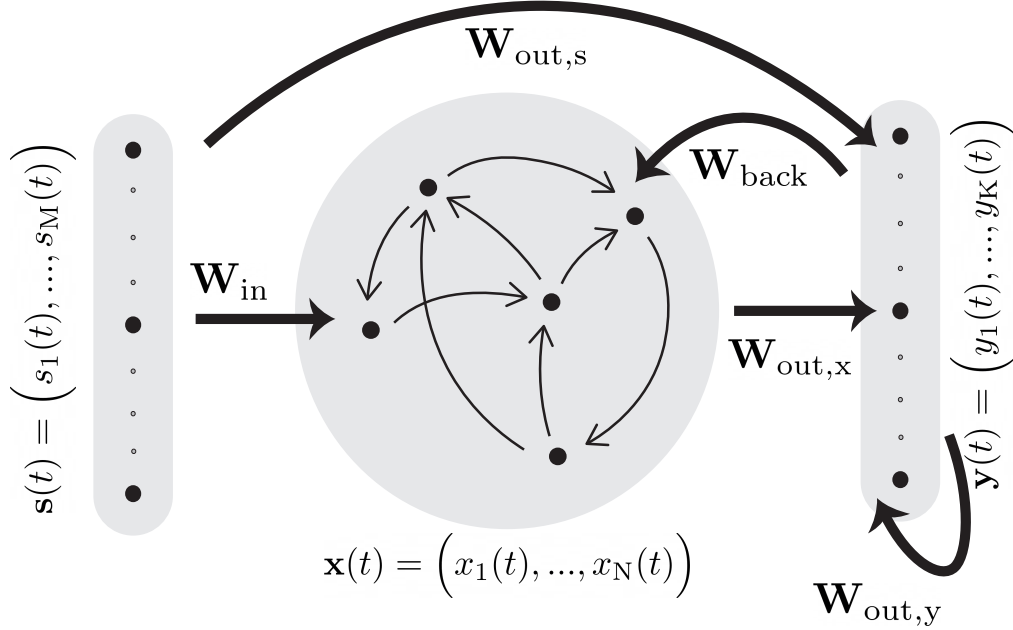 W_out,s
W_back
W_in
W_out,x
s(t) = (s_1(t), ..., s_M(t))
y(t) = (y_1(t), ..., y_K(t))
x(t) = (x_1(t), ..., x_N(t))
W_out,y